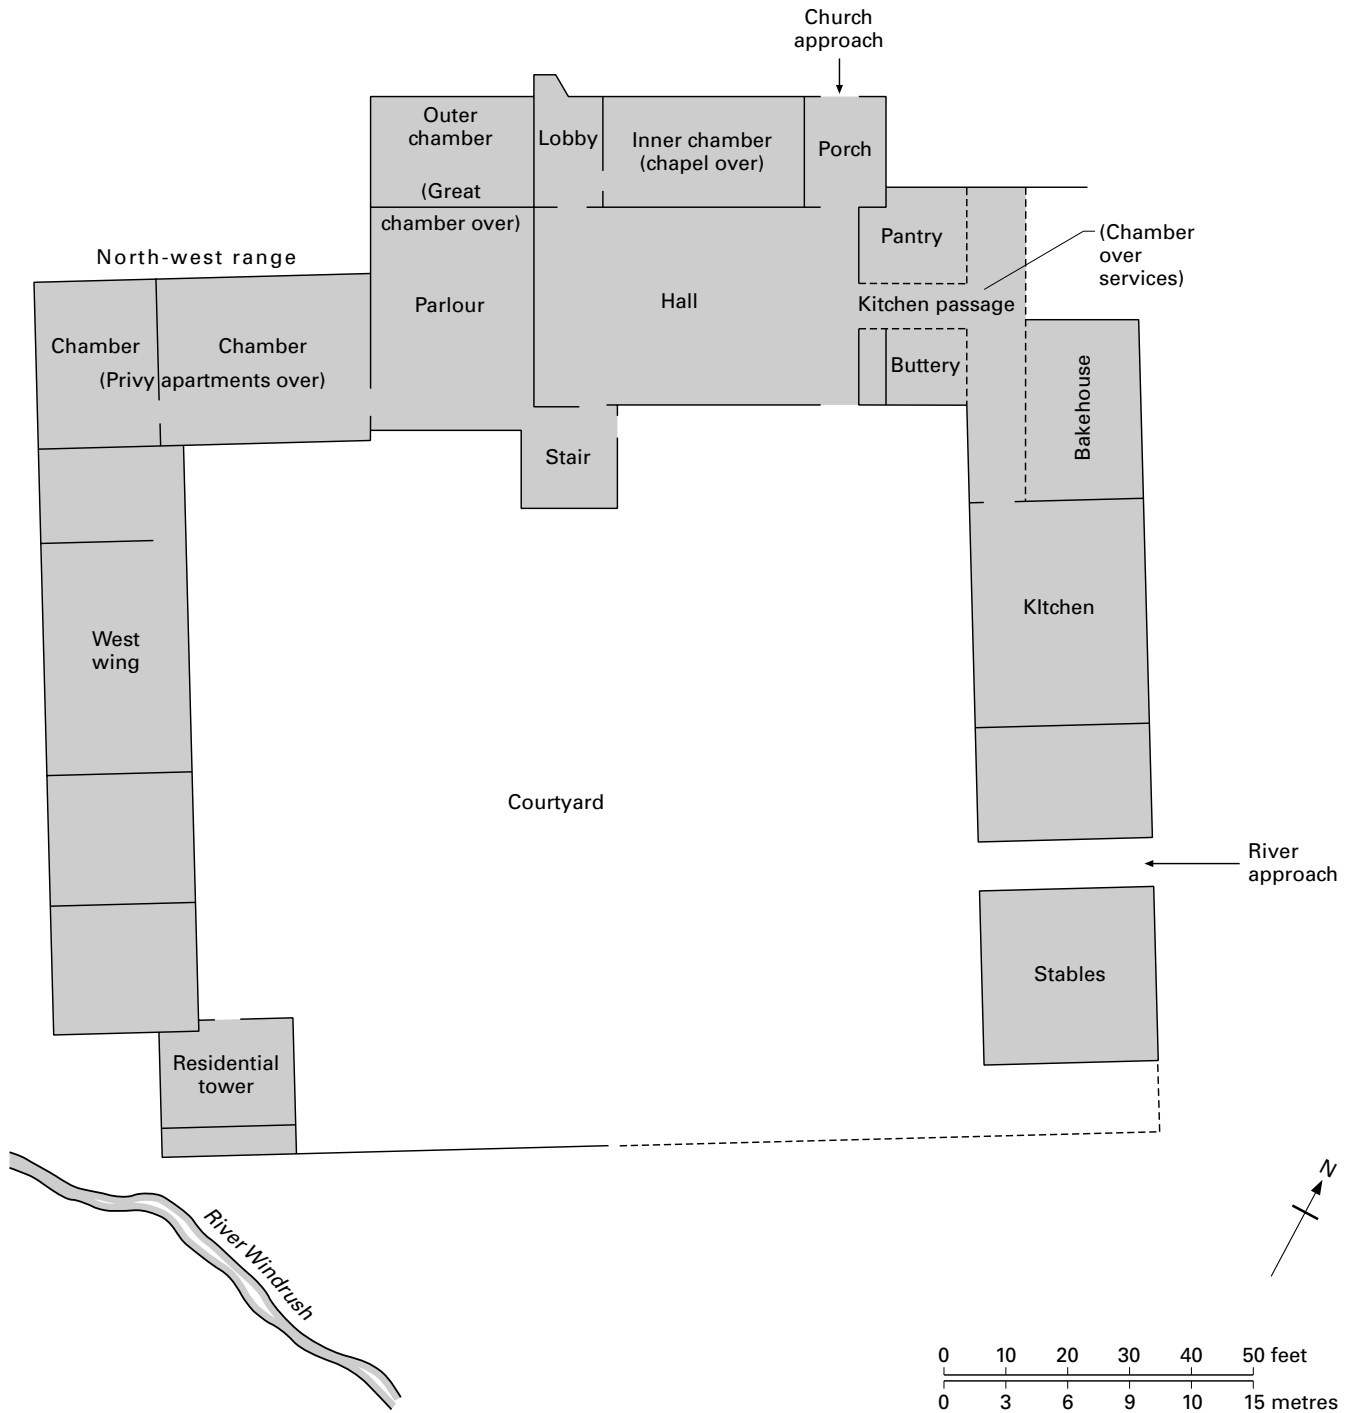 Church
approach
Outer
chamber
Lobby
Inner chamber
(chapel over)
Porch
(Great
chamber over)
Pantry
(Chamber
over
services)
North-west range
Parlour
Hall
Kitchen passage
Chamber
Chamber
(Privy apartments over)
Buttery
Bakehouse
Stair
KItchen
West
wing
Courtyard
River
approach
Stables
Residential
tower
N
River Windrush
0 10 20 30 40 50 feet
0 3 6 9 10 15 metres